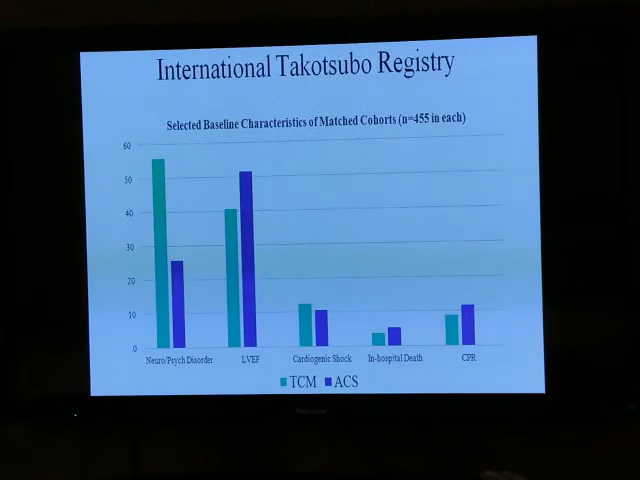 International Takotsubo Registry
Selected Baseline Characteristics of Matched Cohorts (n=455 in each)
60
50
40
30
20
10
0
Neuro/Psych Disorder LVEF Cardiogenic Shock In-hospital Death CPR
TCM ACS
Panasonic